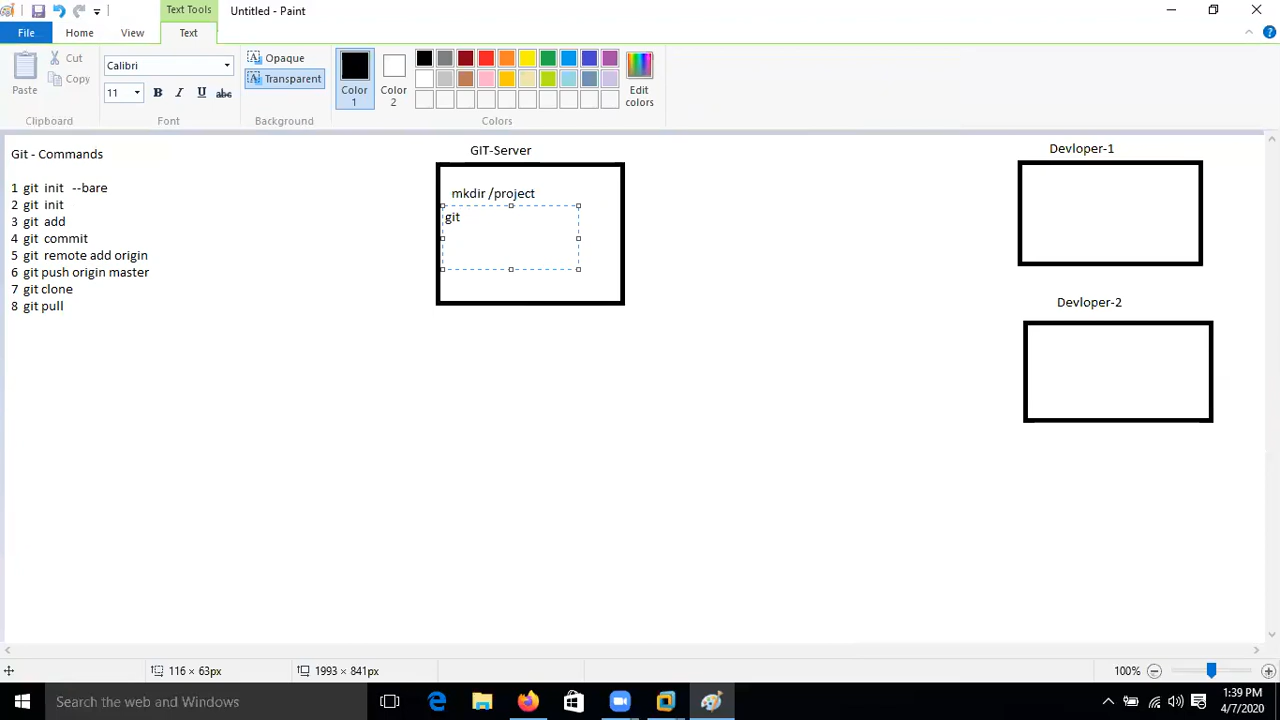 Text Tools
Untitled - Paint
File
Home
View
Text
Paste
Cut
Copy
Clipboard
Calibri
11
B I U abc
Font
Opaque
Transparent
Background
Color 1
Color 2
Edit colors
Colors
Git - Commands
1 git init --bare
2 git init
3 git add
4 git commit
5 git remote add origin
6 git push origin master
7 git clone
8 git pull
GIT-Server
mkdir /project
git
Devloper-1
Devloper-2
116 × 63px
1993 × 841px
100%
Search the web and Windows
1:39 PM
4/7/2020